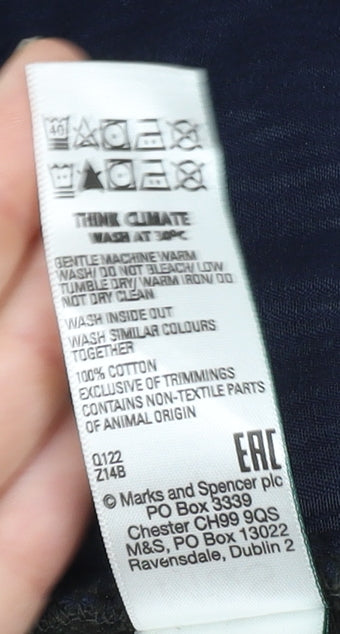 40
THINK CLIMATE
WASH AT 30°C
GENTLE MACHINE WARM
WASH/ DO NOT BLEACH/ LOW
TUMBLE DRY/ WARM IRON/ DO
NOT DRY CLEAN
WASH INSIDE OUT
WASH SIMILAR COLOURS
TOGETHER
100% COTTON
EXCLUSIVE OF TRIMMINGS
CONTAINS NON-TEXTILE PARTS
OF ANIMAL ORIGIN
Q122
Z14B
EAC
© Marks and Spencer plc
PO Box 3339
Chester CH99 9QS
M&S, PO Box 13022
Ravensdale, Dublin 2